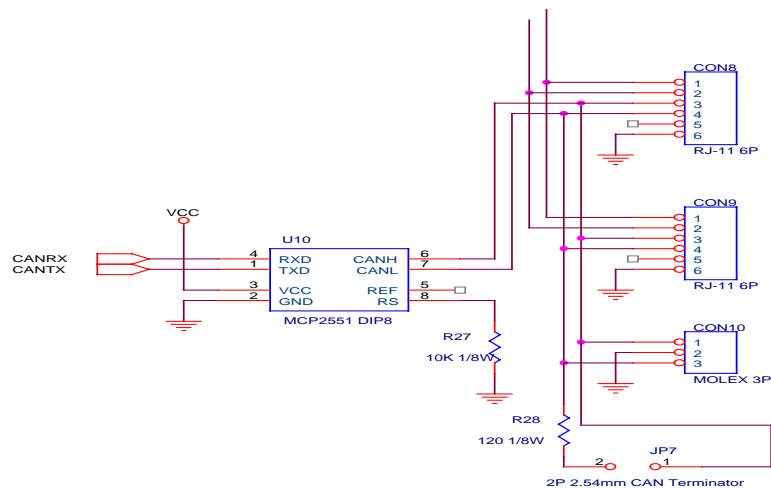 CON8
1
2
3
4
5
6
RJ-11 6P
CON9
1
2
3
4
5
6
RJ-11 6P
VCC
CANRX
CANTX
U10
4 RXD CANH 6
1 TXD CANL 7
3 VCC REF 5
2 GND RS 8
MCP2551 DIP8
R27
10K 1/8W
CON10
1
2
3
MOLEX 3P
R28
120 1/8W
JP7
2 1
2P 2.54mm CAN Terminator